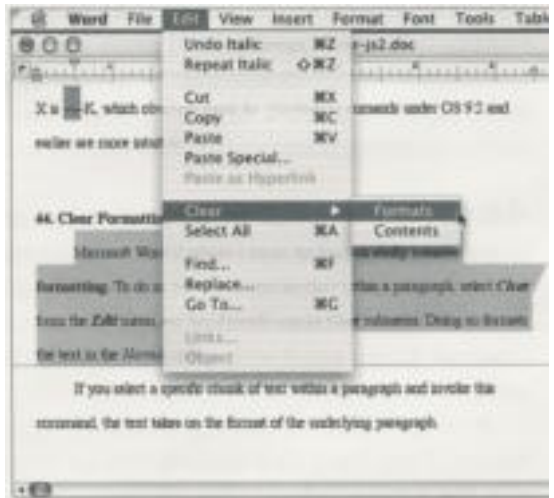 Word File Edit View Insert Format Font Tools Table
-js2.doc
Undo Italic ⌘Z
Repeat Italic ⇧⌘Z
Cut ⌘X
Copy ⌘C
Paste ⌘V
Paste Special...
Paste as Hyperlink
Clear Formats
Contents
Select All ⌘A
Find... ⌘F
Replace...
Go To... ⌘G
Links...
Object
X is -K, which under OS 9.2 and
earlier are more
44. Clear Formatting
Microsoft Word
formatting. To do within a paragraph, select Clear
from the Edit menu, submenu. Doing so formats
the text in the
If you select a specific chunk of text within a paragraph and invoke this
command, the text takes on the format of the underlying paragraph.